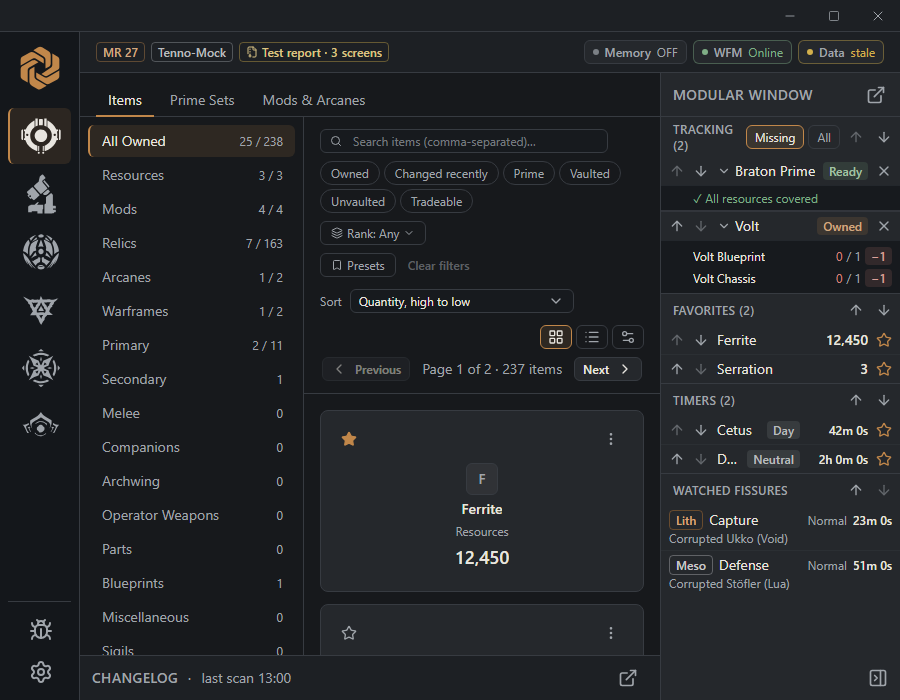 MR 27 Tenno-Mock Test report · 3 screens Memory OFF WFM Online Data stale
Items Prime Sets Mods & Arcanes
All Owned 25 / 238
Resources 3 / 3
Mods 4 / 4
Relics 7 / 163
Arcanes 1 / 2
Warframes 1 / 2
Primary 2 / 11
Secondary 1
Melee 0
Companions 0
Archwing 0
Operator Weapons 0
Parts 0
Blueprints 1
Miscellaneous 0
Sigils 0
Search items (comma-separated)...
Owned Changed recently Prime Vaulted
Unvaulted Tradeable
Rank: Any
Presets Clear filters
Sort Quantity, high to low
Previous Page 1 of 2 · 237 items Next
F
Ferrite
Resources
12,450
MODULAR WINDOW
TRACKING (2) Missing All
Braton Prime Ready
✓ All resources covered
Volt Owned
Volt Blueprint 0 / 1 −1
Volt Chassis 0 / 1 −1
FAVORITES (2)
Ferrite 12,450
Serration 3
TIMERS (2)
Cetus Day 42m 0s
D... Neutral 2h 0m 0s
WATCHED FISSURES
Lith Capture Normal 23m 0s
Corrupted Ukko (Void)
Meso Defense Normal 51m 0s
Corrupted Stöfler (Lua)
CHANGELOG · last scan 13:00